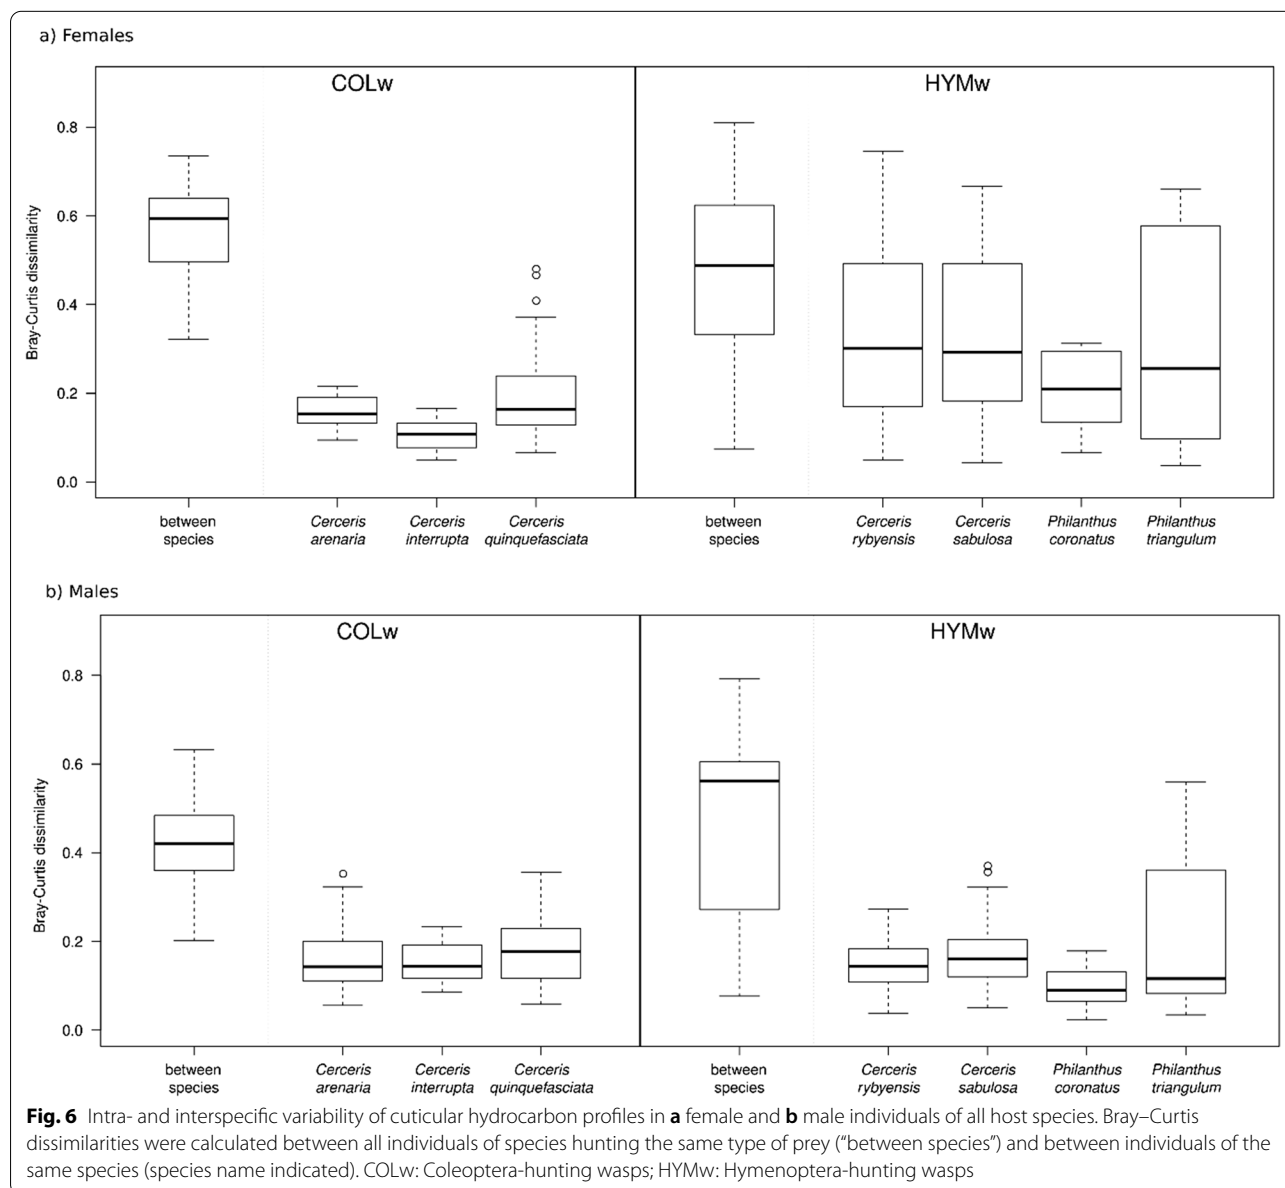 a) Females
COLw
HYMw
Bray-Curtis dissimilarity
0.8
0.6
0.4
0.2
0.0
between
species
Cerceris
arenaria
Cerceris
interrupta
Cerceris
quinquefasciata
between
species
Cerceris
rybyensis
Cerceris
sabulosa
Philanthus
coronatus
Philanthus
triangulum
b) Males
COLw
HYMw
Bray-Curtis dissimilarity
0.8
0.6
0.4
0.2
0.0
between
species
Cerceris
arenaria
Cerceris
interrupta
Cerceris
quinquefasciata
between
species
Cerceris
rybyensis
Cerceris
sabulosa
Philanthus
coronatus
Philanthus
triangulum
Fig. 6 Intra- and interspecific variability of cuticular hydrocarbon profiles in a female and b male individuals of all host species. Bray–Curtis
dissimilarities were calculated between all individuals of species hunting the same type of prey (“between species”) and between individuals of the
same species (species name indicated). COLw: Coleoptera-hunting wasps; HYMw: Hymenoptera-hunting wasps